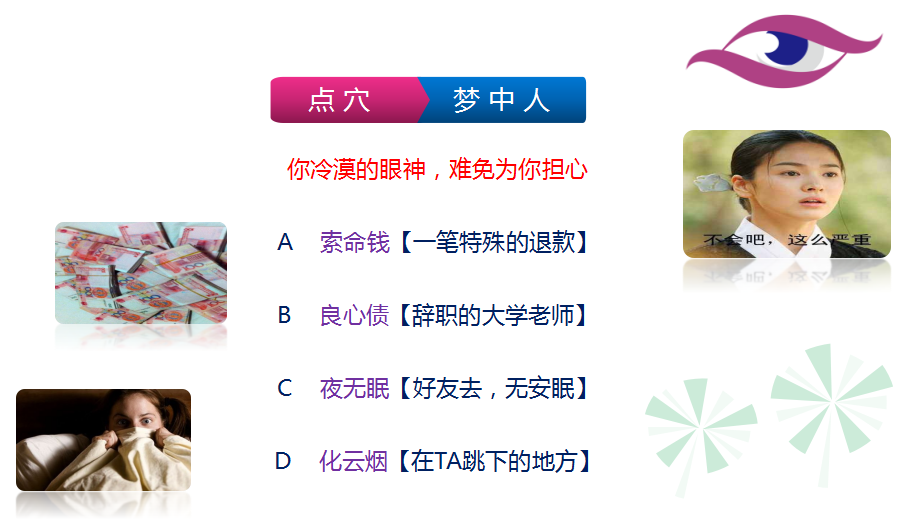 点穴 梦中人
你冷漠的眼神，难免为你担心
不会吧，这么严重
A 索命钱【一笔特殊的退款】
B 良心债【辞职的大学老师】
C 夜无眠【好友去，无安眠】
D 化云烟【在TA跳下的地方】